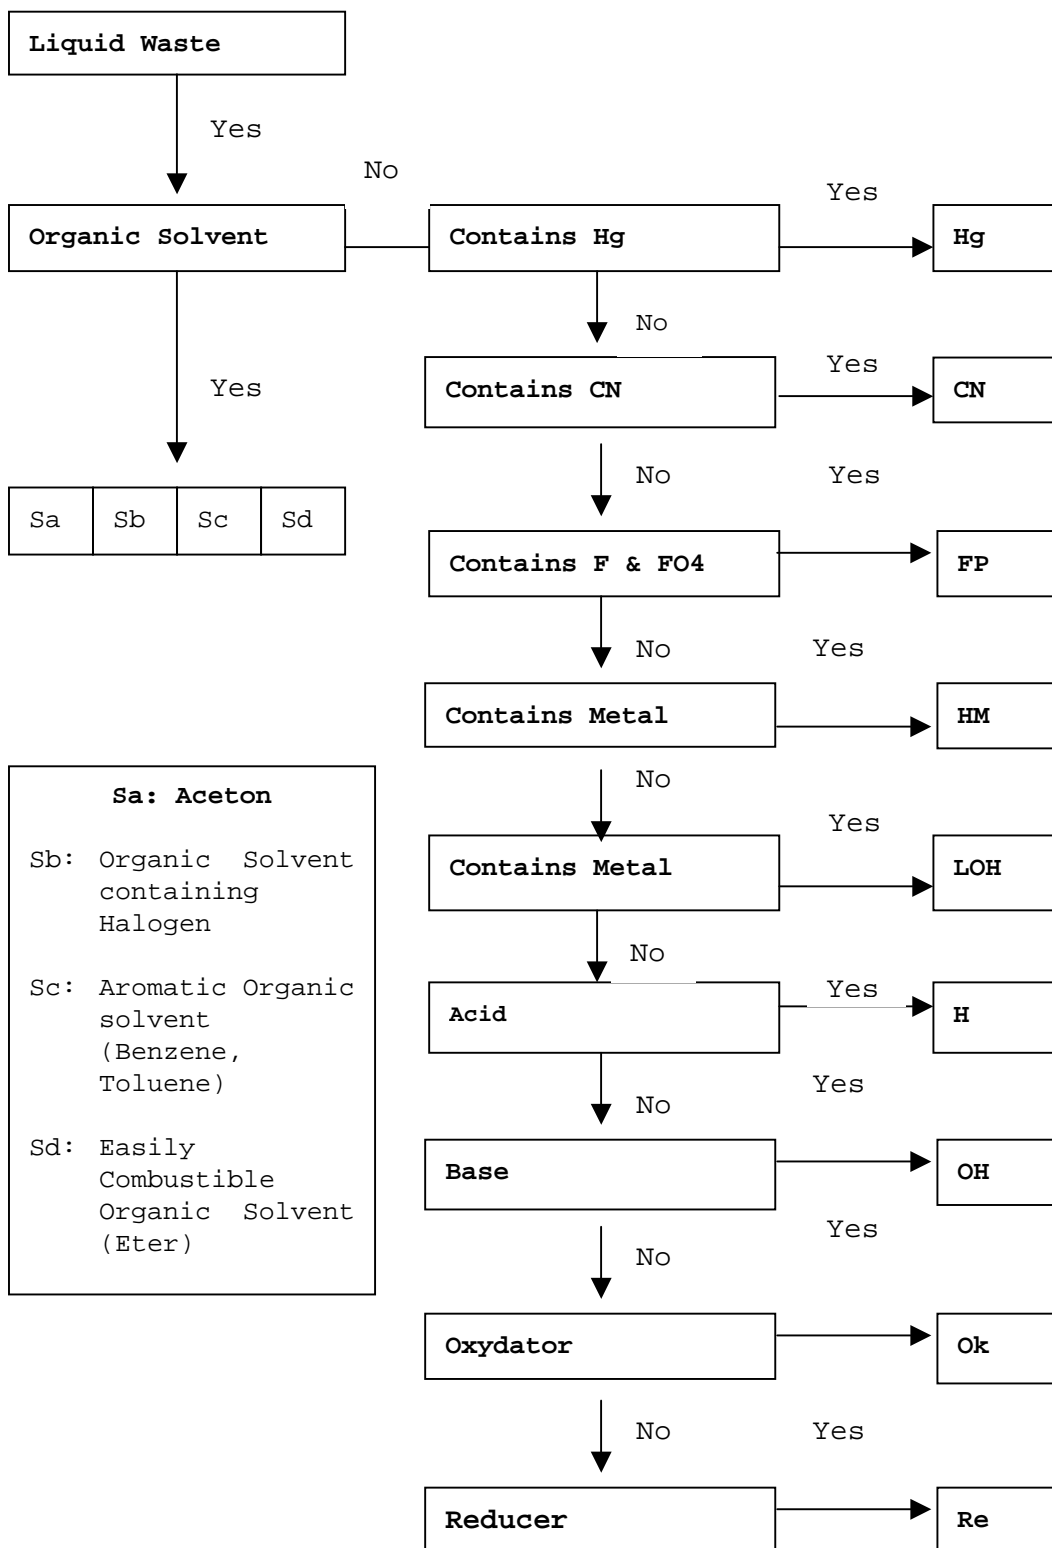 Liquid Waste
Yes
No
Yes
Organic Solvent
Contains Hg
Hg
No
Yes
Yes
Contains CN
CN
No
Yes
Sa
Sb
Sc
Sd
Contains F & FO4
FP
No
Yes
Contains Metal
HM
No
Yes
Contains Metal
LOH
No
Yes
Acid
H
No
Yes
Base
OH
No
Yes
Oxydator
Ok
No
Yes
Reducer
Re
Sa: Aceton
Sb: Organic Solvent
containing
Halogen
Sc: Aromatic Organic
solvent
(Benzene,
Toluene)
Sd: Easily
Combustible
Organic Solvent
(Eter)